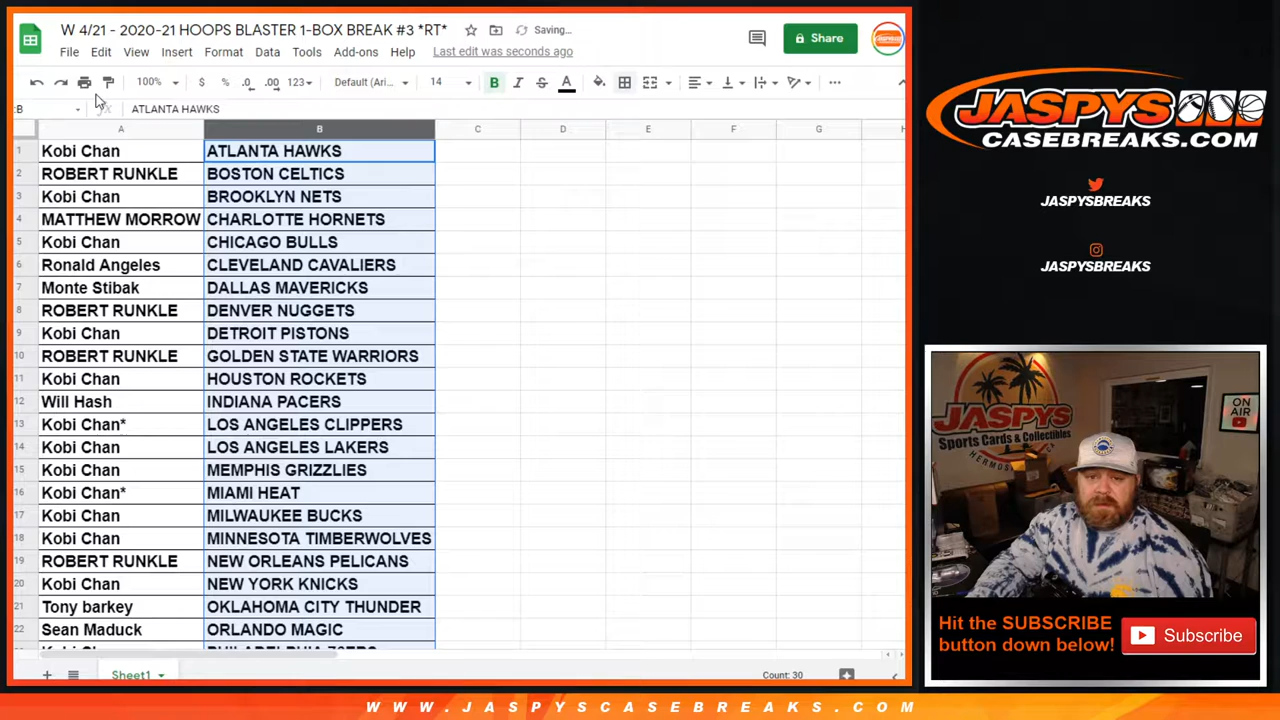 W 4/21 - 2020-21 HOOPS BLASTER 1-BOX BREAK #3 *RT*
Saving...
File Edit View Insert Format Data Tools Add-ons Help Last edit was seconds ago
Share
100% $ % .0 .00 123 Default (Ari... 14 B I S A
:B fx ATLANTA HAWKS
A B C D E F G H
1 Kobi Chan ATLANTA HAWKS
2 ROBERT RUNKLE BOSTON CELTICS
3 Kobi Chan BROOKLYN NETS
4 MATTHEW MORROW CHARLOTTE HORNETS
5 Kobi Chan CHICAGO BULLS
6 Ronald Angeles CLEVELAND CAVALIERS
7 Monte Stibak DALLAS MAVERICKS
8 ROBERT RUNKLE DENVER NUGGETS
9 Kobi Chan DETROIT PISTONS
10 ROBERT RUNKLE GOLDEN STATE WARRIORS
11 Kobi Chan HOUSTON ROCKETS
12 Will Hash INDIANA PACERS
13 Kobi Chan* LOS ANGELES CLIPPERS
14 Kobi Chan LOS ANGELES LAKERS
15 Kobi Chan MEMPHIS GRIZZLIES
16 Kobi Chan* MIAMI HEAT
17 Kobi Chan MILWAUKEE BUCKS
18 Kobi Chan MINNESOTA TIMBERWOLVES
19 ROBERT RUNKLE NEW ORLEANS PELICANS
20 Kobi Chan NEW YORK KNICKS
21 Tony barkey OKLAHOMA CITY THUNDER
22 Sean Maduck ORLANDO MAGIC
Sheet1
Count: 30
JASPYS
CASEBREAKS.COM
JASPYSBREAKS
JASPYSBREAKS
JASPYS
Sports Cards & Collectibles
ON
AIR
Hit the SUBSCRIBE
button down below!
Subscribe
WWW.JASPYSCASEBREAKS.COM